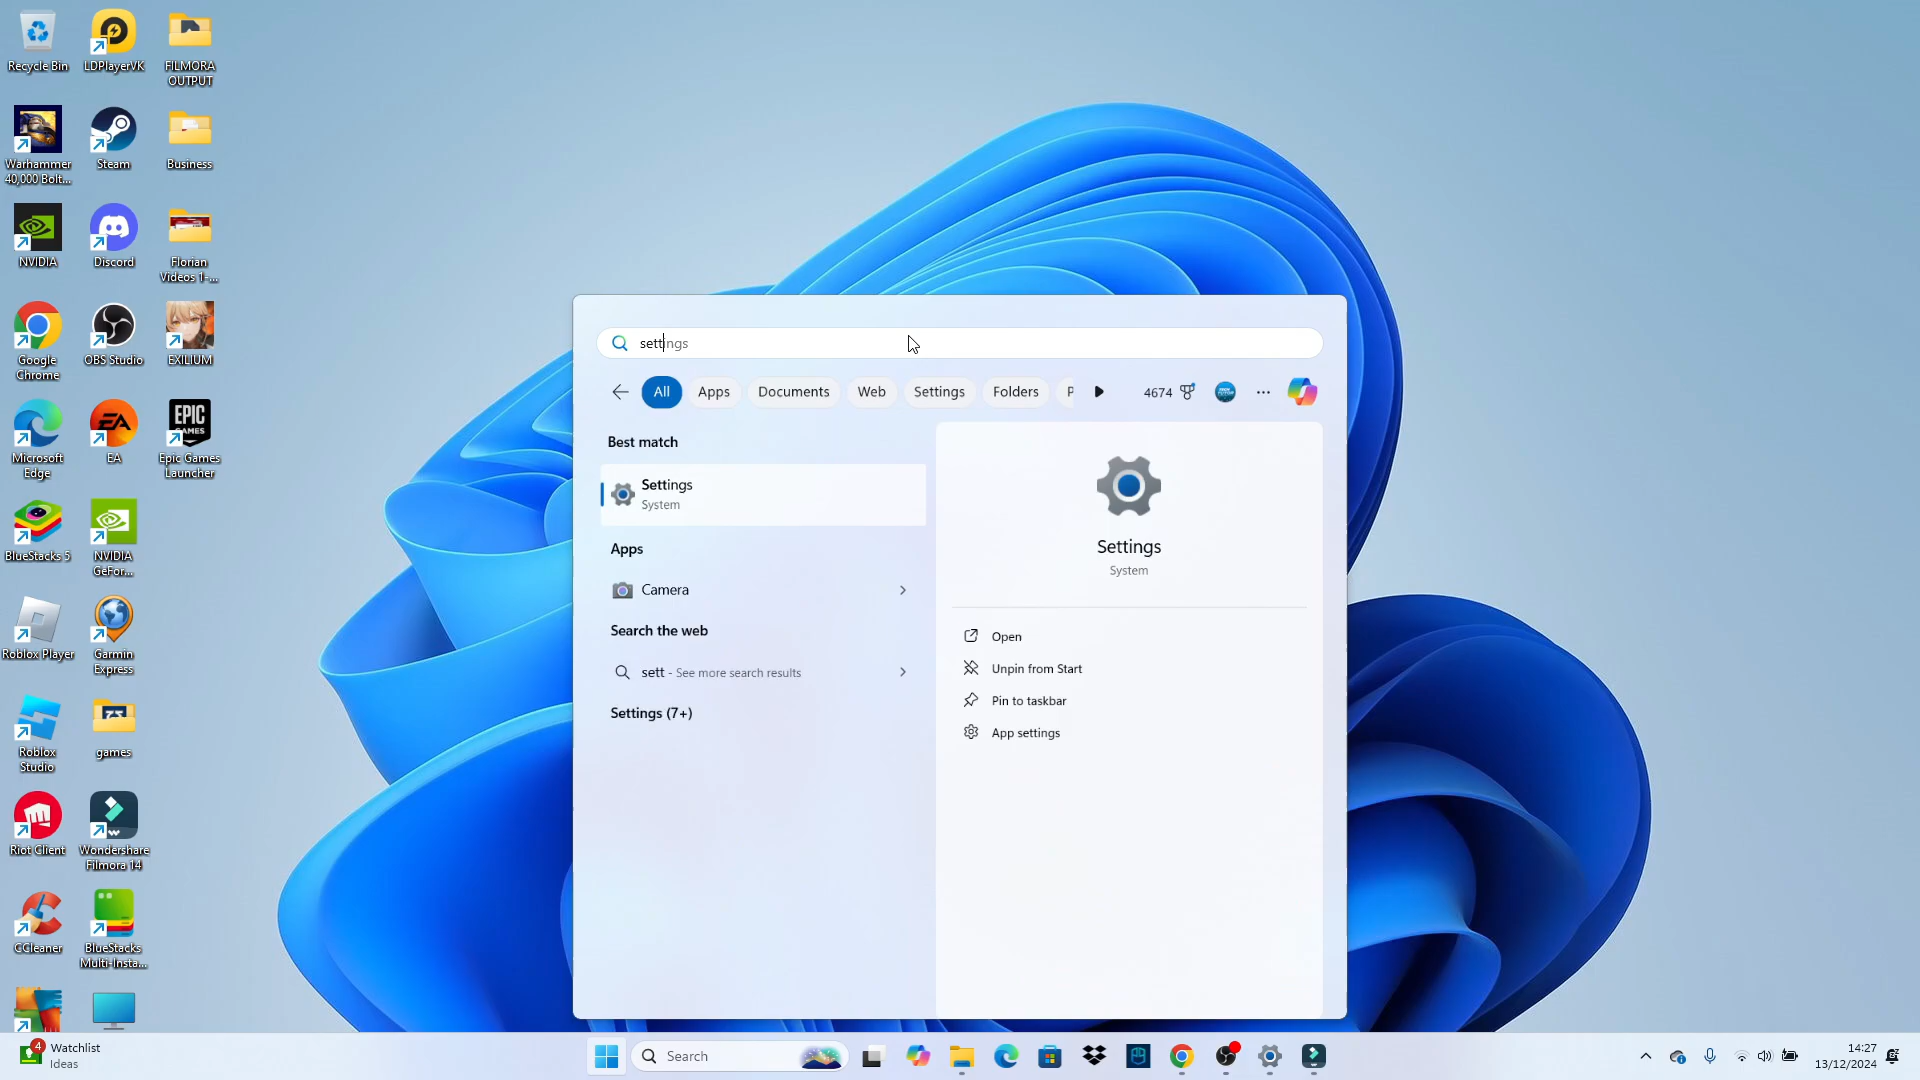 Recycle Bin
LDPlayerVK
FILMORA
OUTPUT
Warhammer
40,000 Bolt...
Steam
Business
NVIDIA
Discord
Florian
Videos 1-...
Google
Chrome
OBS Studio
EXILIUM
Microsoft
Edge
EA
EPIC
GAMES
Epic Games
Launcher
BlueStacks 5
NVIDIA
GeFor...
Roblox Player
Garmin
Express
Roblox
Studio
games
Riot Client
Wondershare
Filmora 14
CCleaner
BlueStacks
Multi-Insta...
settings
All
Apps
Documents
Web
Settings
Folders
P
4674
Best match
Settings
System
Apps
Camera
Search the web
sett - See more search results
Settings (7+)
Settings
System
Open
Unpin from Start
Pin to taskbar
App settings
4
Watchlist
Ideas
Search
14:27
13/12/2024